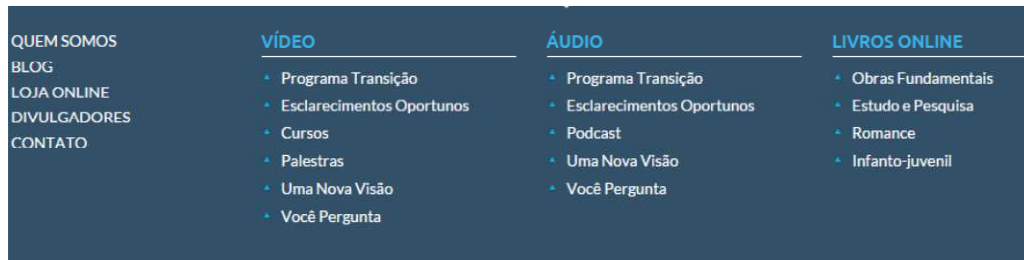 QUEM SOMOS
BLOG
LOJA ONLINE
DIVULGADORES
CONTATO
VÍDEO
Programa Transição
Esclarecimentos Oportunos
Cursos
Palestras
Uma Nova Visão
Você Pergunta
ÁUDIO
Programa Transição
Esclarecimentos Oportunos
Podcast
Uma Nova Visão
Você Pergunta
LIVROS ONLINE
Obras Fundamentais
Estudo e Pesquisa
Romance
Infanto-juvenil